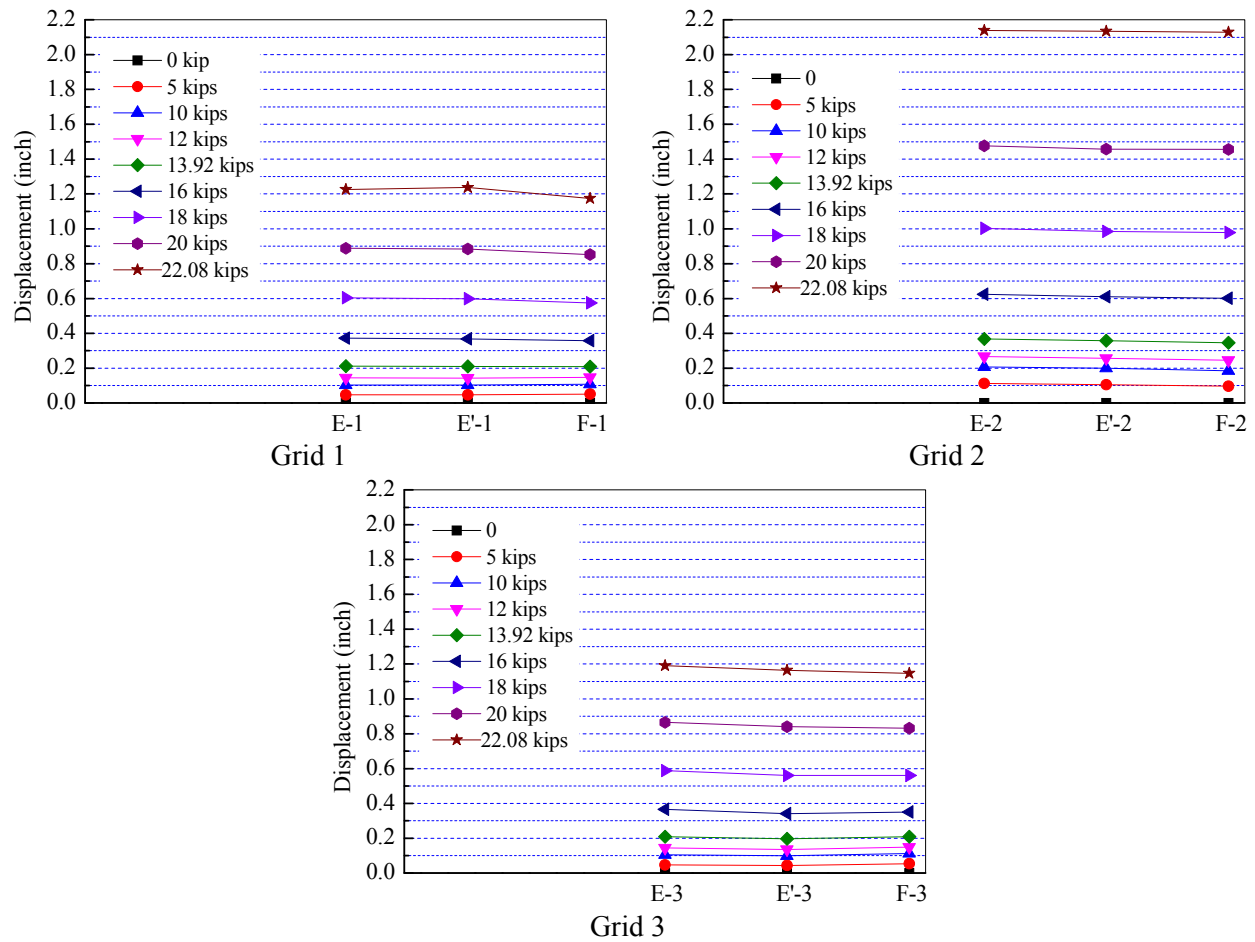 2.2
2.0
1.8
1.6
1.4
1.2
1.0
0.8
0.6
0.4
0.2
0.0
Displacement (inch)
0 kip
5 kips
10 kips
12 kips
13.92 kips
16 kips
18 kips
20 kips
22.08 kips
E-1 E'-1 F-1
Grid 1
2.2
2.0
1.8
1.6
1.4
1.2
1.0
0.8
0.6
0.4
0.2
0.0
Displacement (inch)
0
5 kips
10 kips
12 kips
13.92 kips
16 kips
18 kips
20 kips
22.08 kips
E-2 E'-2 F-2
Grid 2
2.2
2.0
1.8
1.6
1.4
1.2
1.0
0.8
0.6
0.4
0.2
0.0
Displacement (inch)
0
5 kips
10 kips
12 kips
13.92 kips
16 kips
18 kips
20 kips
22.08 kips
E-3 E'-3 F-3
Grid 3